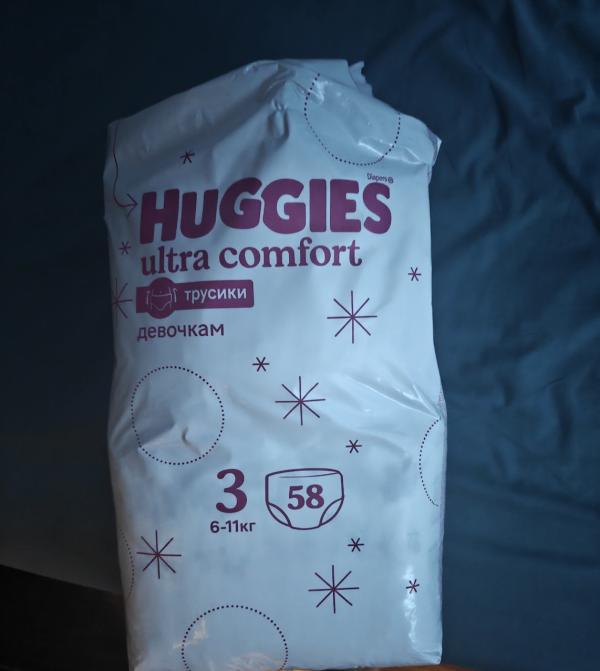 Diapers
HUGGIES
ultra comfort
трусики
девочкам
3
58
6-11кг